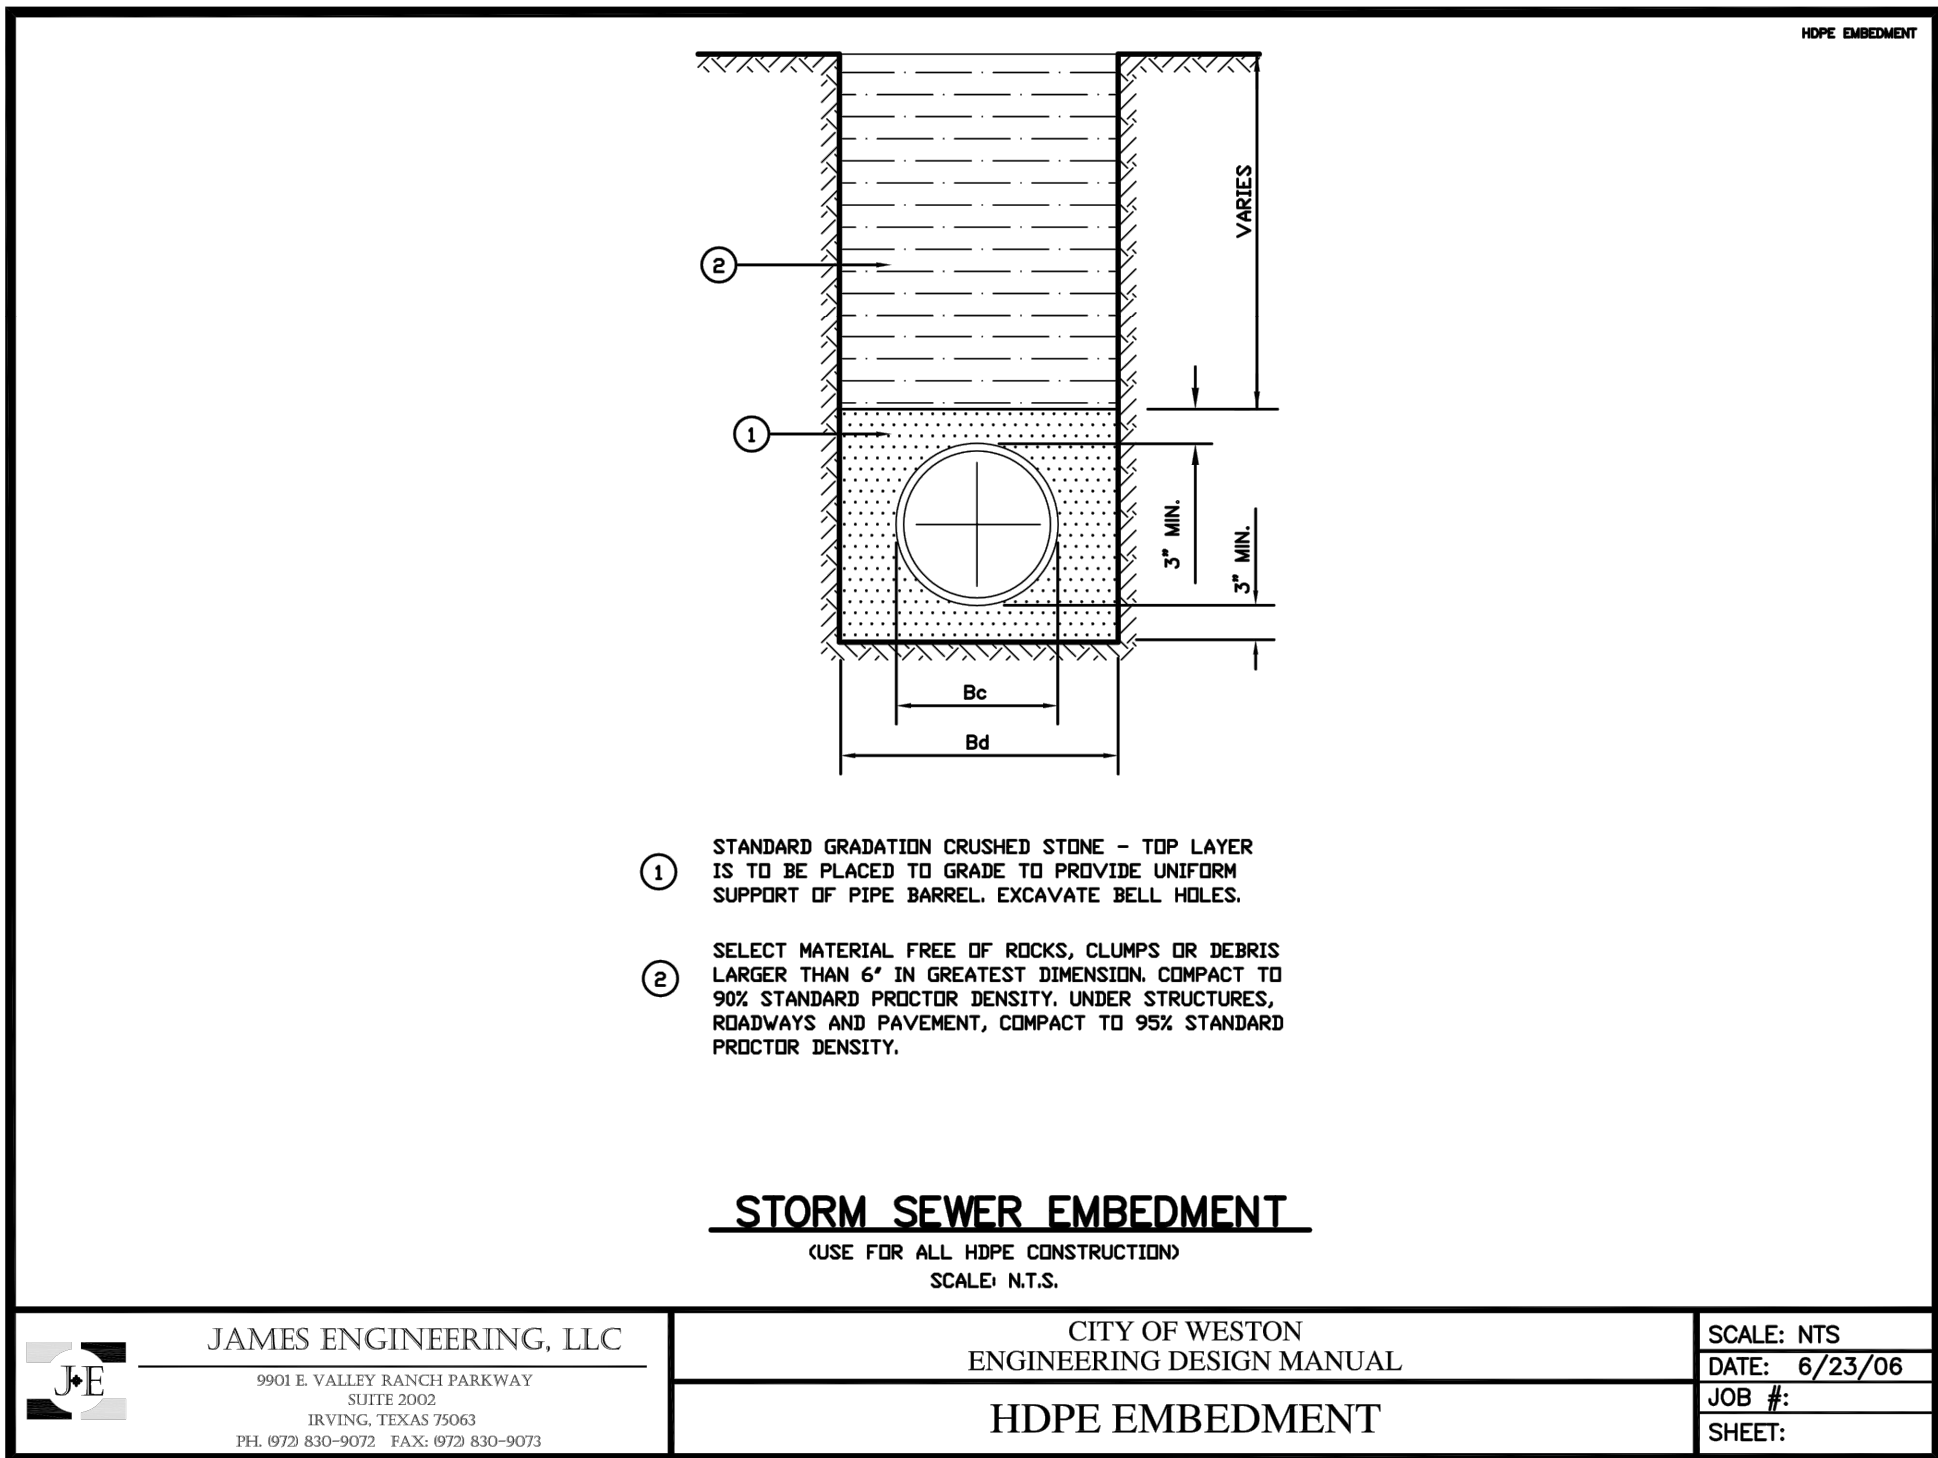 HDPE EMBEDMENT
VARIES
2
1
3" MIN.
3" MIN.
Bc
Bd
1
STANDARD GRADATION CRUSHED STONE - TOP LAYER
IS TO BE PLACED TO GRADE TO PROVIDE UNIFORM
SUPPORT OF PIPE BARREL. EXCAVATE BELL HOLES.
2
SELECT MATERIAL FREE OF ROCKS, CLUMPS OR DEBRIS
LARGER THAN 6" IN GREATEST DIMENSION. COMPACT TO
90% STANDARD PROCTOR DENSITY. UNDER STRUCTURES,
ROADWAYS AND PAVEMENT, COMPACT TO 95% STANDARD
PROCTOR DENSITY.
STORM SEWER EMBEDMENT
(USE FOR ALL HDPE CONSTRUCTION)
SCALE: N.T.S.
J E
JAMES ENGINEERING, LLC
9901 E. VALLEY RANCH PARKWAY
SUITE 2002
IRVING, TEXAS 75063
PH. (972) 830-9072 FAX: (972) 830-9073
CITY OF WESTON
ENGINEERING DESIGN MANUAL
HDPE EMBEDMENT
SCALE: NTS
DATE: 6/23/06
JOB #:
SHEET: